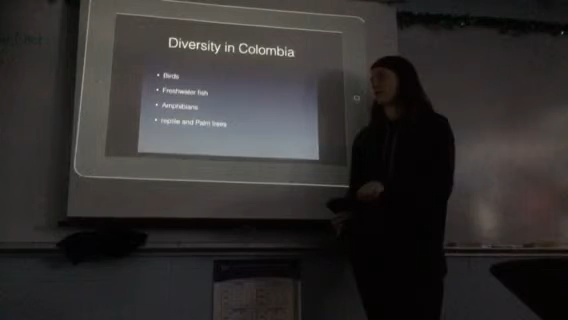 Diversity in Colombia
• Birds
• Freshwater fish
• Amphibians
• reptile and Palm trees